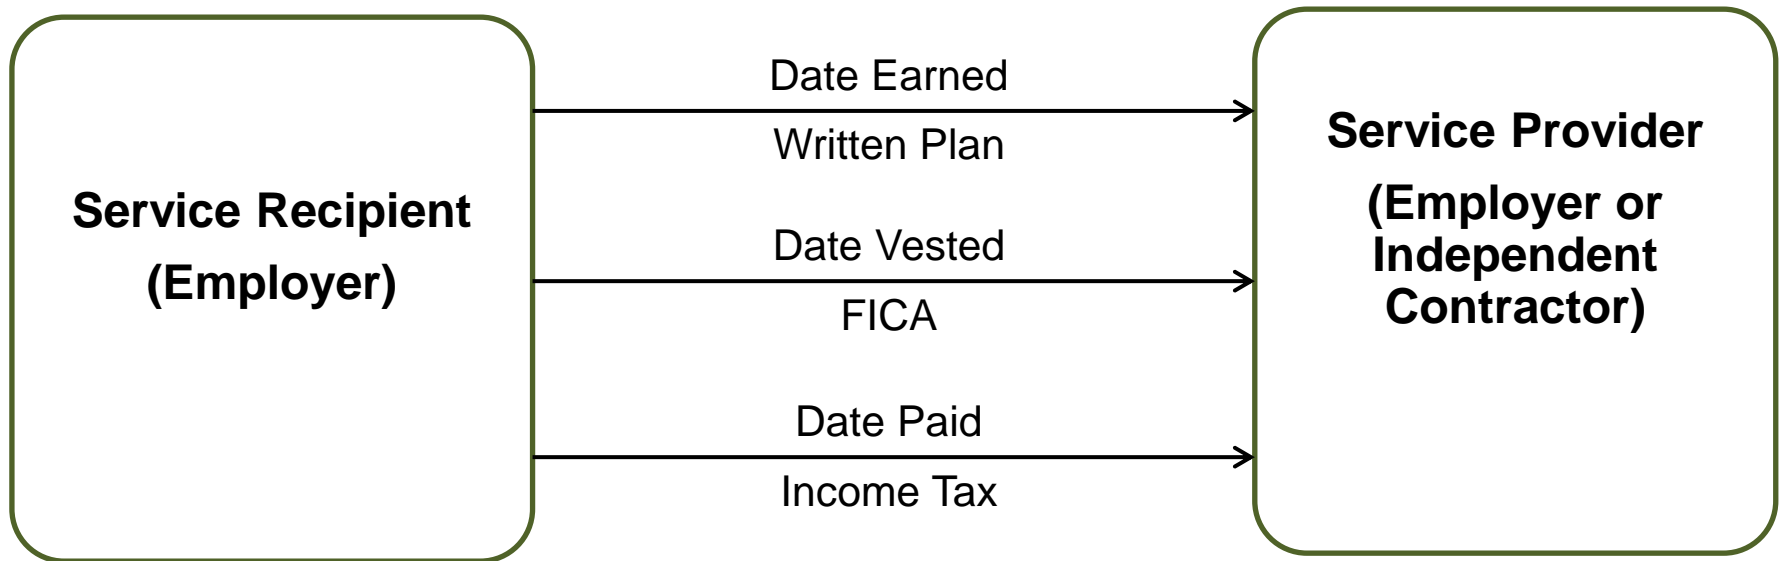 Service Recipient
(Employer)
Date Earned
Written Plan
Date Vested
FICA
Date Paid
Income Tax
Service Provider
(Employer or
Independent
Contractor)